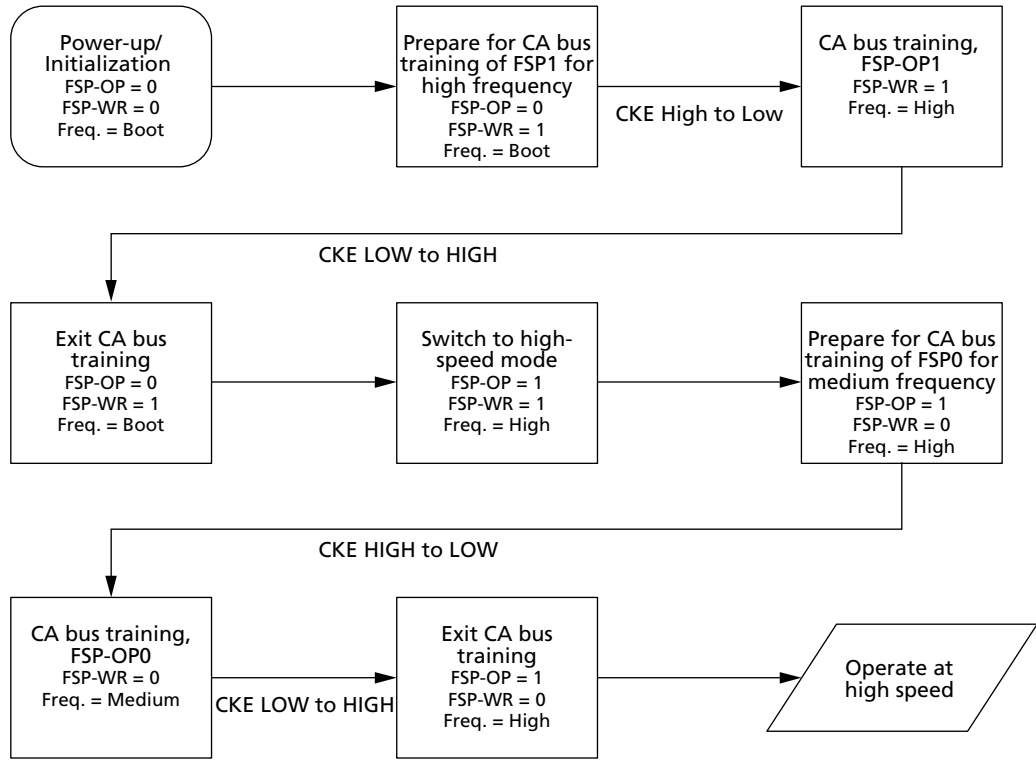 Power-up/
Initialization
FSP-OP = 0
FSP-WR = 0
Freq. = Boot
Prepare for CA bus
training of FSP1 for
high frequency
FSP-OP = 0
FSP-WR = 1
Freq. = Boot
CKE High to Low
CA bus training,
FSP-OP1
FSP-WR = 1
Freq. = High
CKE LOW to HIGH
Exit CA bus
training
FSP-OP = 0
FSP-WR = 1
Freq. = Boot
Switch to high-
speed mode
FSP-OP = 1
FSP-WR = 1
Freq. = High
Prepare for CA bus
training of FSP0 for
medium frequency
FSP-OP = 1
FSP-WR = 0
Freq. = High
CKE HIGH to LOW
CA bus training,
FSP-OP0
FSP-WR = 0
Freq. = Medium
CKE LOW to HIGH
Exit CA bus
training
FSP-OP = 1
FSP-WR = 0
Freq. = High
Operate at
high speed